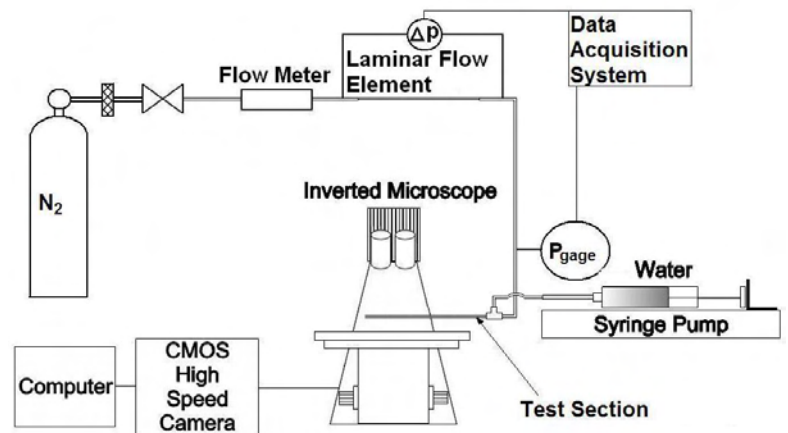 Δp
Data
Acquisition
System
Laminar Flow
Element
Flow Meter
N2
Inverted Microscope
Pgage
Water
Syringe Pump
CMOS
High
Speed
Camera
Computer
Test Section